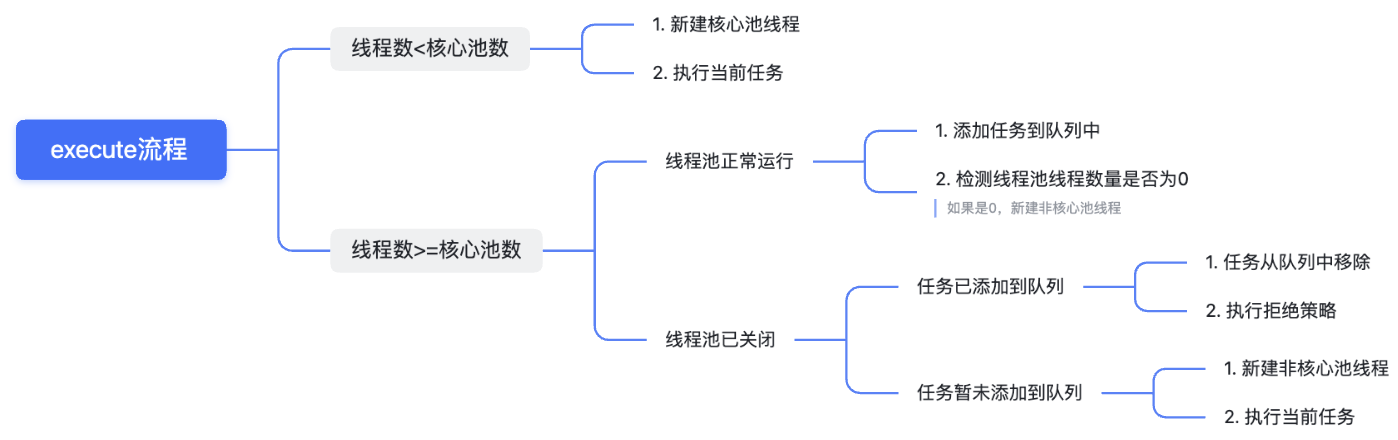 execute流程
线程数<核心池数
1. 新建核心池线程
2. 执行当前任务
线程数>=核心池数
线程池正常运行
1. 添加任务到队列中
2. 检测线程池线程数量是否为0
如果是0，新建非核心池线程
线程池已关闭
任务已添加到队列
1. 任务从队列中移除
2. 执行拒绝策略
任务暂未添加到队列
1. 新建非核心池线程
2. 执行当前任务